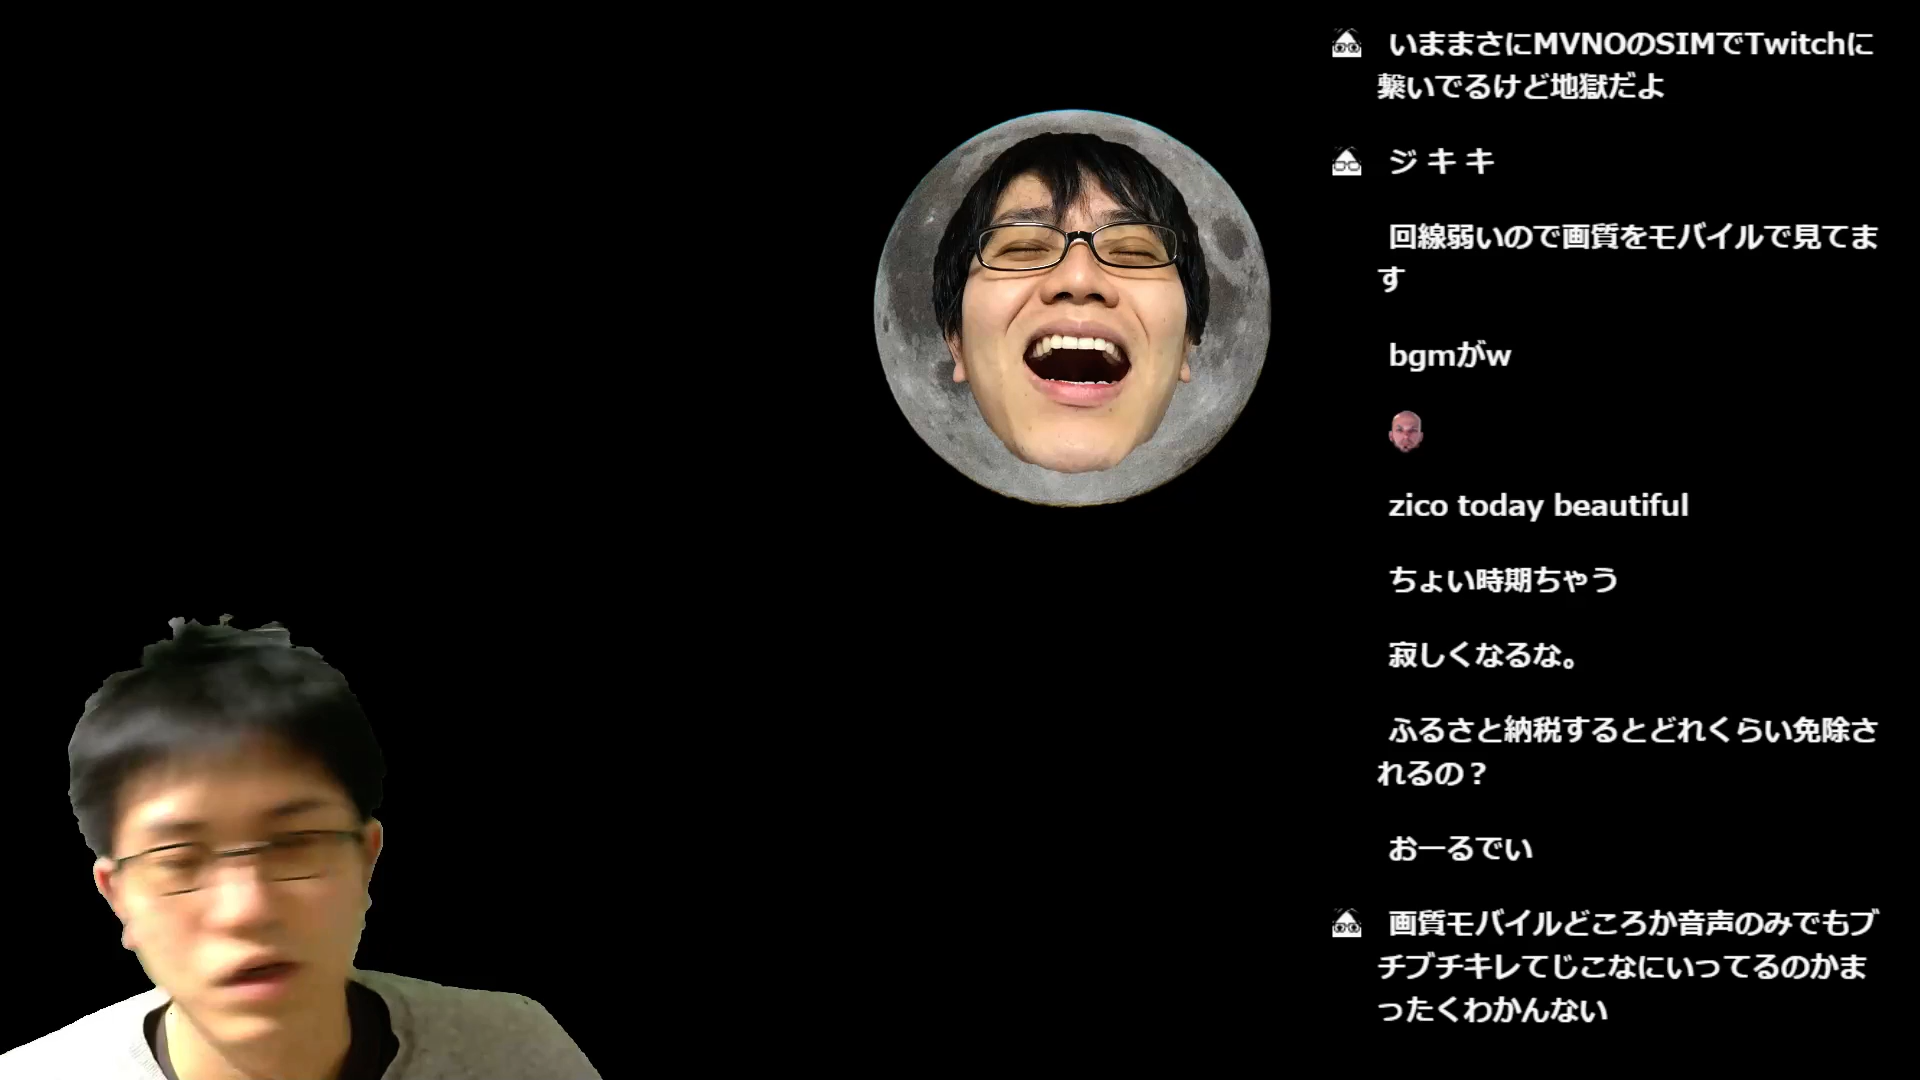 いままさにMVNOのSIMでTwitchに
繋いでるけど地獄だよ
ジ キ キ
回線弱いので画質をモバイルで見てま
す
bgmがw
zico today beautiful
ちょい時期ちゃう
寂しくなるな。
ふるさと納税するとどれくらい免除さ
れるの？
おーるでい
画質モバイルどころか音声のみでもブ
チブチキレてじこなにいってるのかま
ったくわかんない